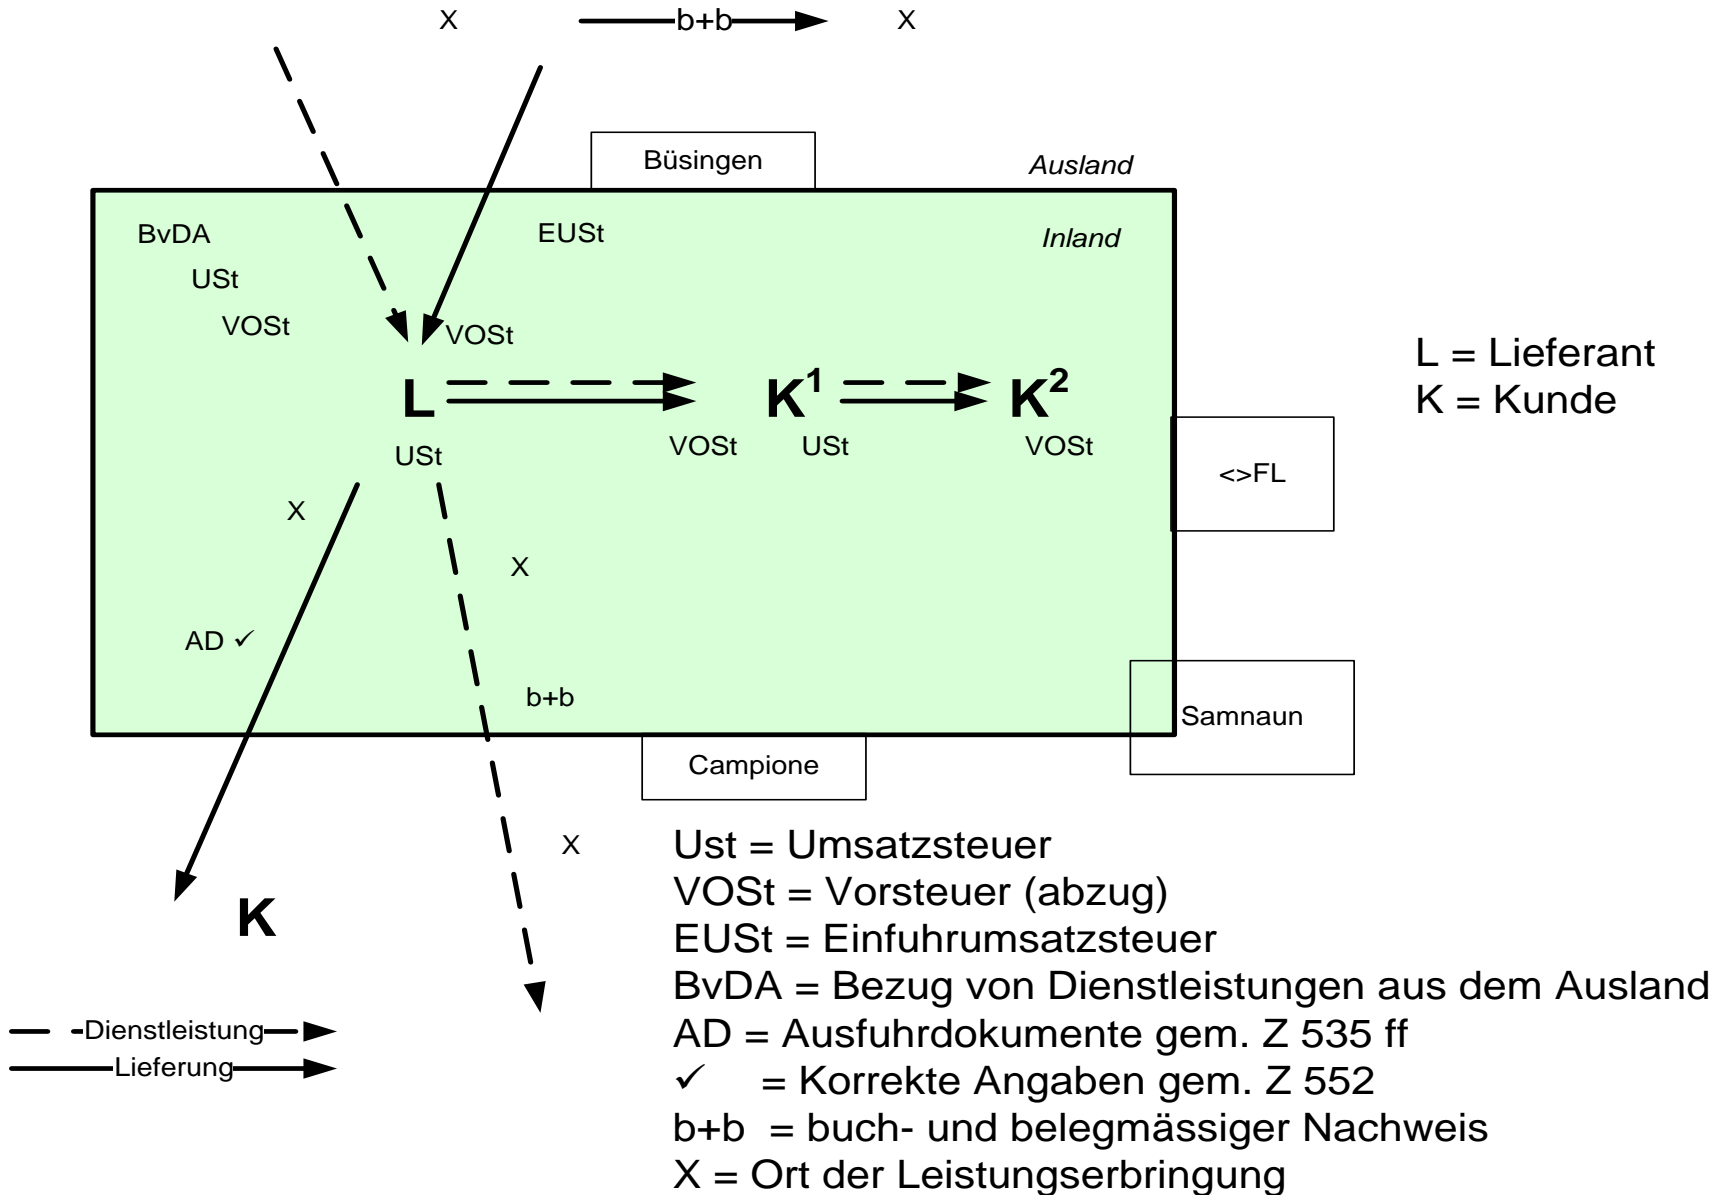 X b+b X
Büsingen
Ausland
BvDA
EUSt
Inland
USt
VOSt
VOSt
L = Lieferant
K = Kunde
L K¹ K²
USt
VOSt USt VOSt
<>FL
X
X
AD ✓
b+b
Samnaun
Campione
X
K
Dienstleistung
Lieferung
Ust = Umsatzsteuer
VOSt = Vorsteuer (abzug)
EUSt = Einfuhrumsatzsteuer
BvDA = Bezug von Dienstleistungen aus dem Ausland
AD = Ausfuhrdokumente gem. Z 535 ff
✓ = Korrekte Angaben gem. Z 552
b+b = buch- und belegmässiger Nachweis
X = Ort der Leistungserbringung